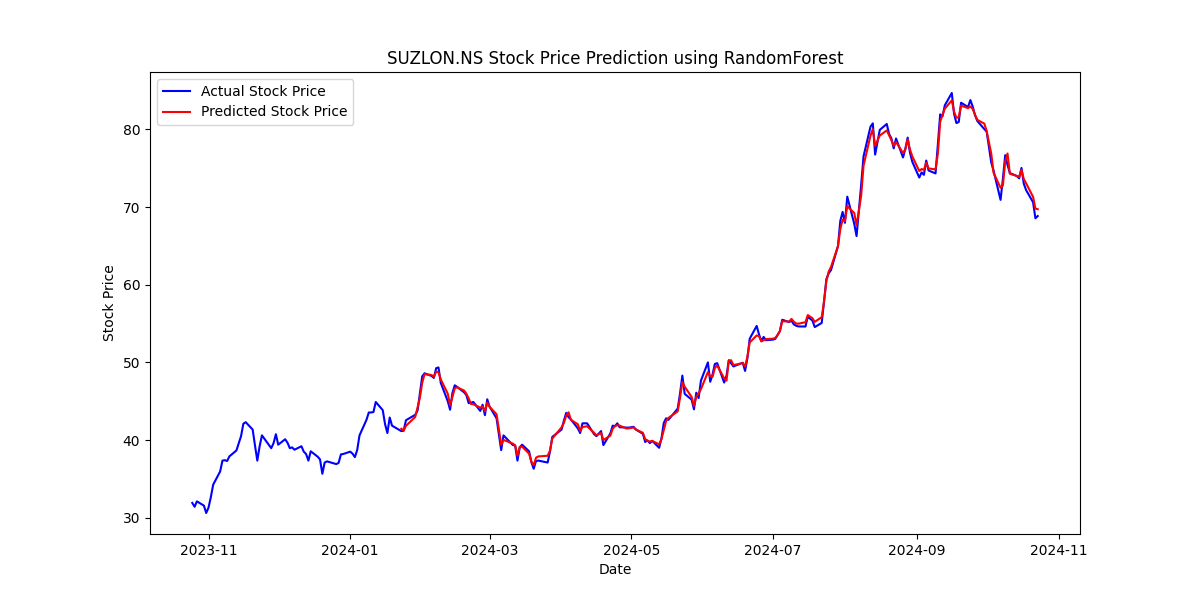 SUZLON.NS Stock Price Prediction using RandomForest
Actual Stock Price
Predicted Stock Price
80
70
60
50
40
30
Stock Price
2023-11
2024-01
2024-03
2024-05
2024-07
2024-09
2024-11
Date